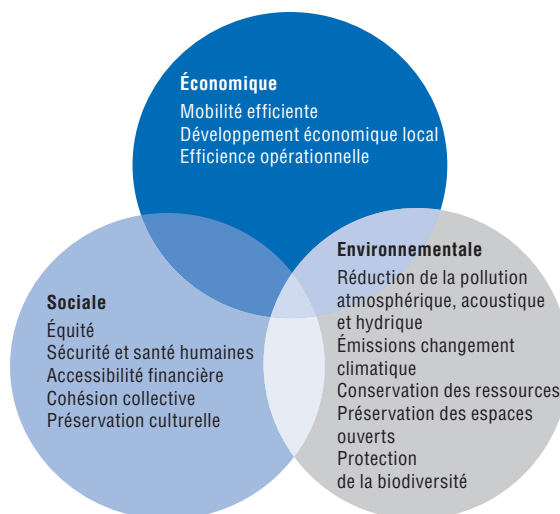 Économique
Mobilité efficiente
Développement économique local
Efficience opérationnelle
Sociale
Équité
Sécurité et santé humaines
Accessibilité financière
Cohésion collective
Préservation culturelle
Environnementale
Réduction de la pollution
atmosphérique, acoustique
et hydrique
Émissions changement
climatique
Conservation des ressources
Préservation des espaces
ouverts
Protection
de la biodiversité